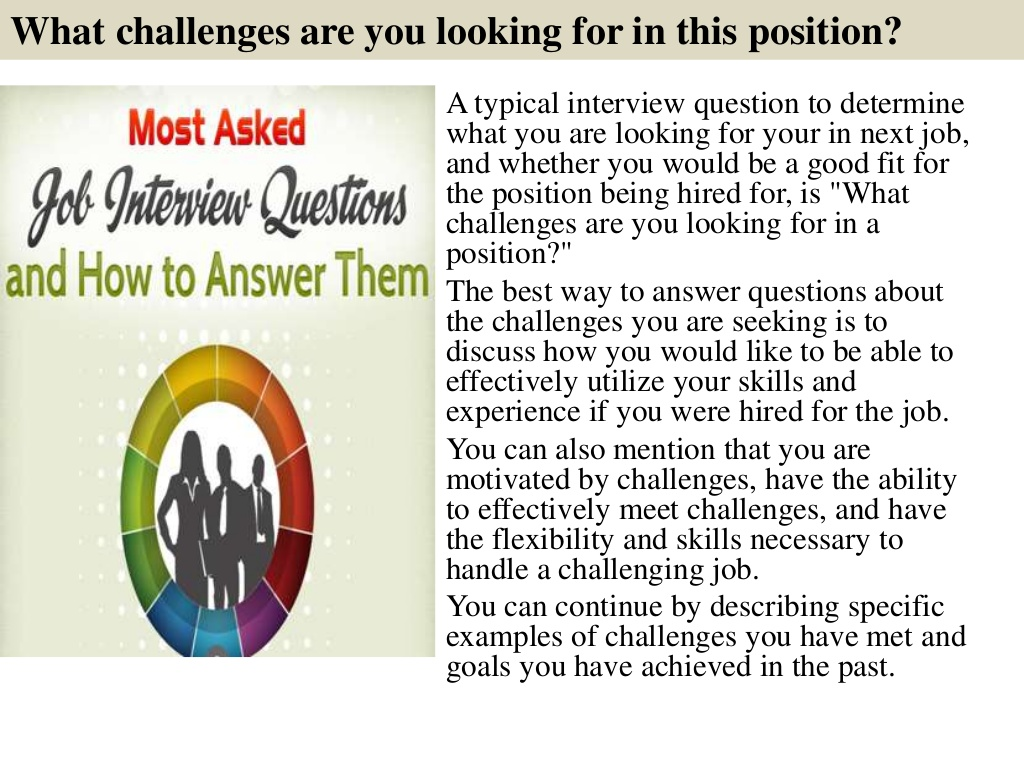 What challenges are you looking for in this position?
Most Asked
Job Interview Questions
and How to Answer Them
A typical interview question to determine
what you are looking for your in next job,
and whether you would be a good fit for
the position being hired for, is "What
challenges are you looking for in a
position?"
The best way to answer questions about
the challenges you are seeking is to
discuss how you would like to be able to
effectively utilize your skills and
experience if you were hired for the job.
You can also mention that you are
motivated by challenges, have the ability
to effectively meet challenges, and have
the flexibility and skills necessary to
handle a challenging job.
You can continue by describing specific
examples of challenges you have met and
goals you have achieved in the past.